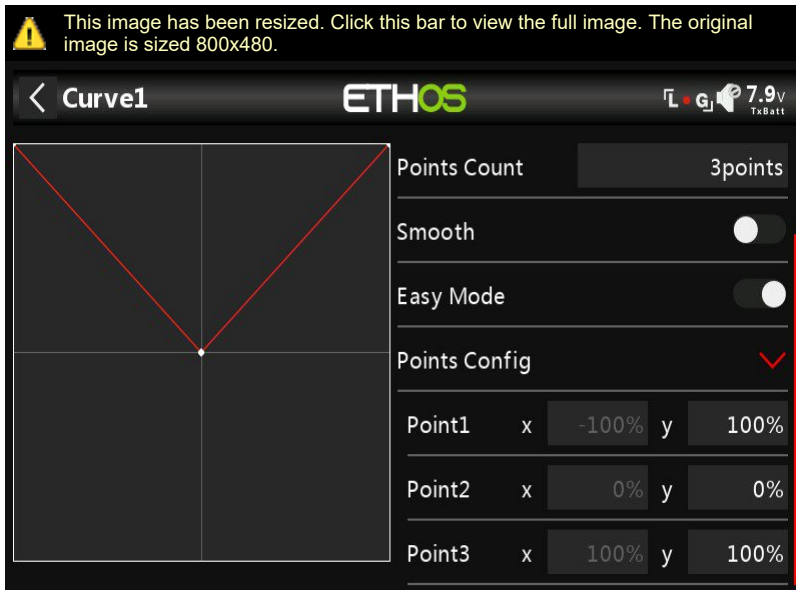 This image has been resized. Click this bar to view the full image. The original
image is sized 800x480.
Curve1 ETHOS L G 7.9V
TxBatt
Points Count 3points
Smooth
Easy Mode
Points Config
Point1 x -100% y 100%
Point2 x 0% y 0%
Point3 x 100% y 100%